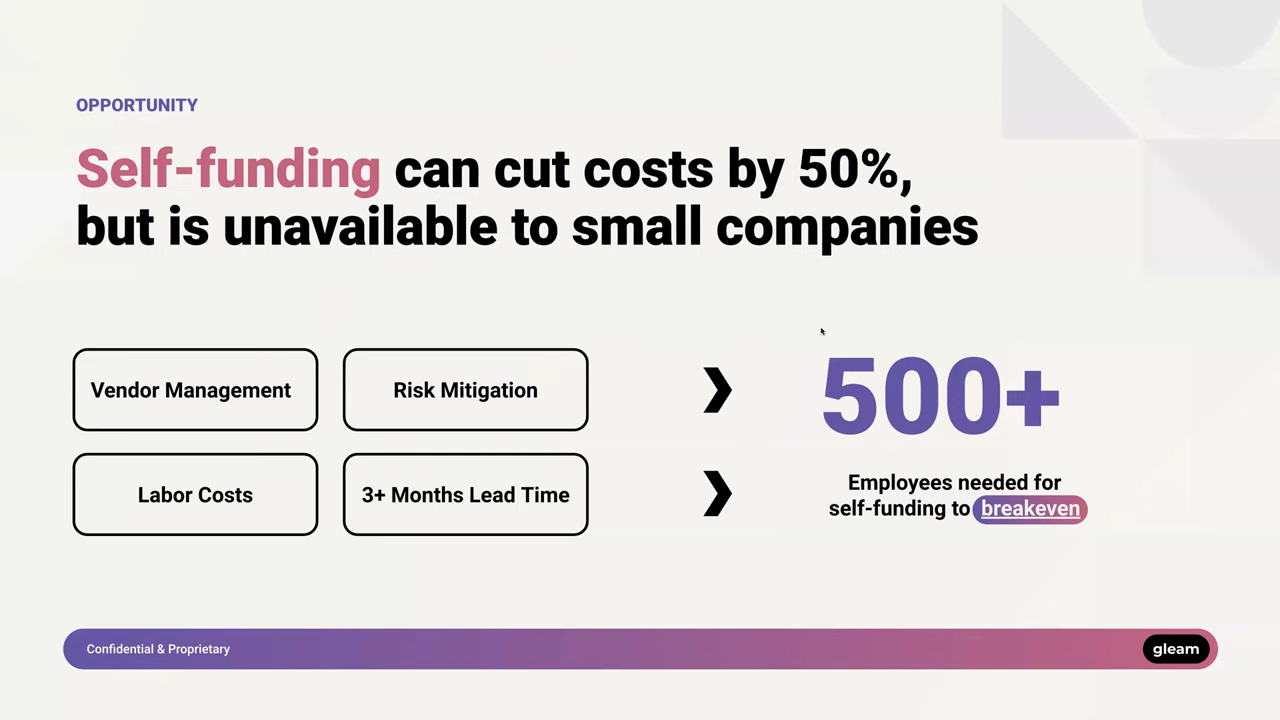 OPPORTUNITY
Self-funding can cut costs by 50%,
but is unavailable to small companies
Vendor Management
Risk Mitigation
Labor Costs
3+ Months Lead Time
500+
Employees needed for
self-funding to breakeven
Confidential & Proprietary
gleam